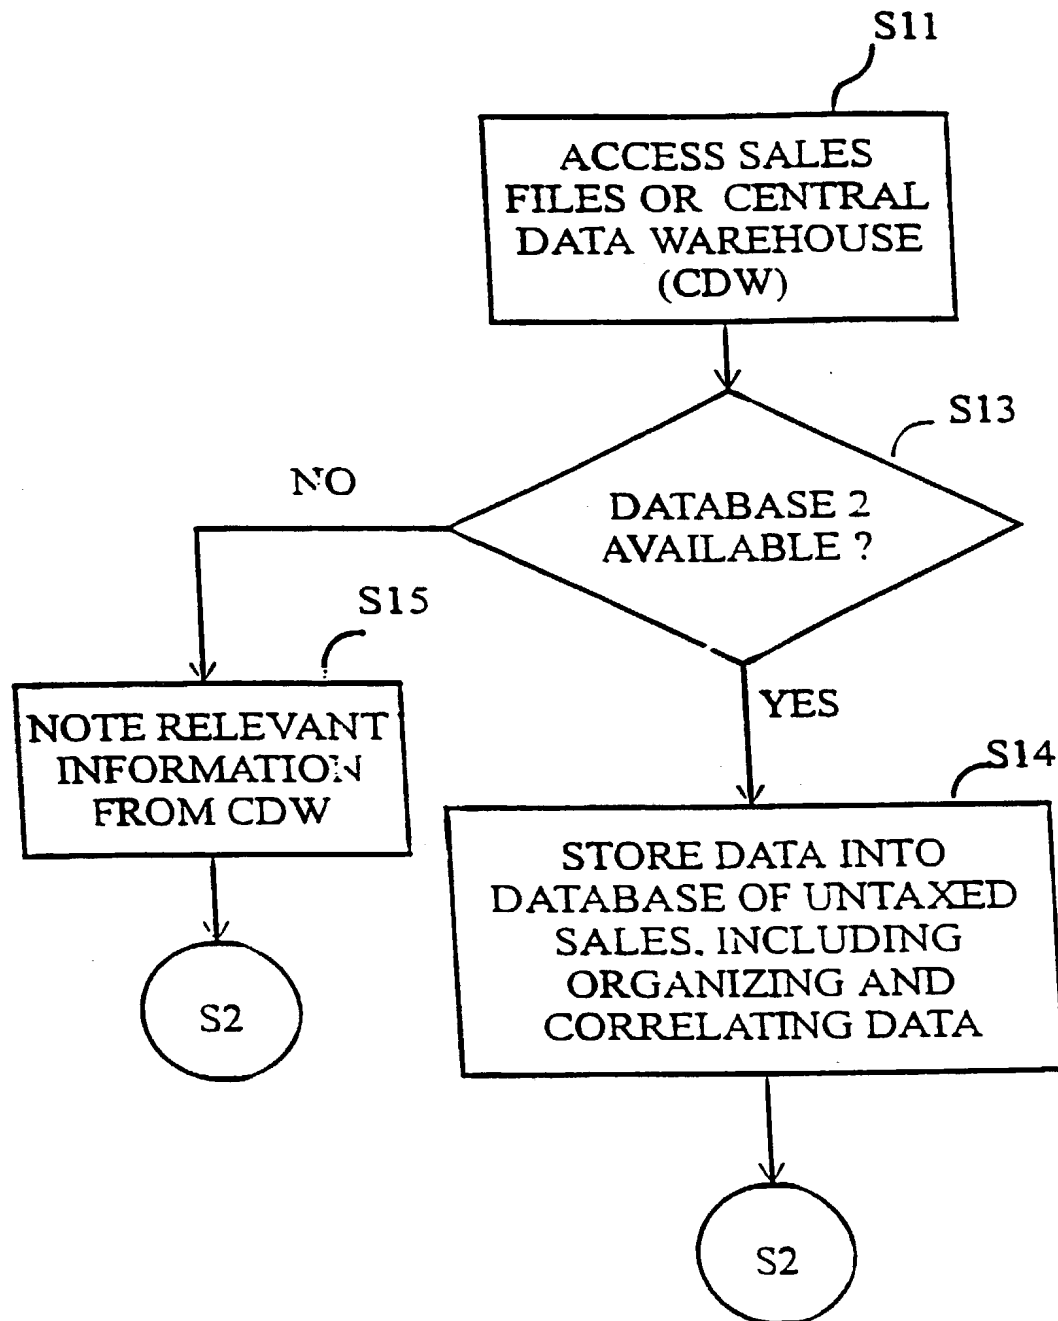 S11
ACCESS SALES
FILES OR CENTRAL
DATA WAREHOUSE
(CDW)
S13
NO
DATABASE 2
AVAILABLE ?
S15
YES
NOTE RELEVANT
INFORMATION
FROM CDW
S14
STORE DATA INTO
DATABASE OF UNTAXED
SALES, INCLUDING
ORGANIZING AND
CORRELATING DATA
S2
S2